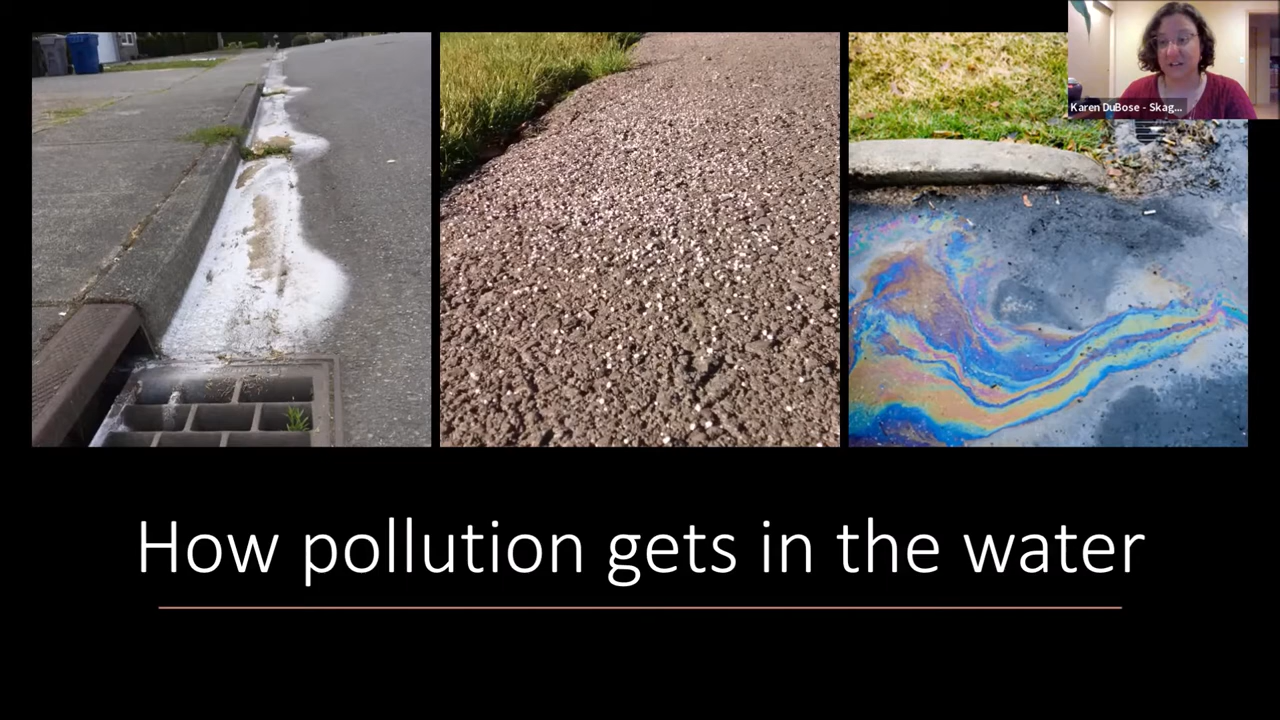 Karen DuBose - Skag...
How pollution gets in the water